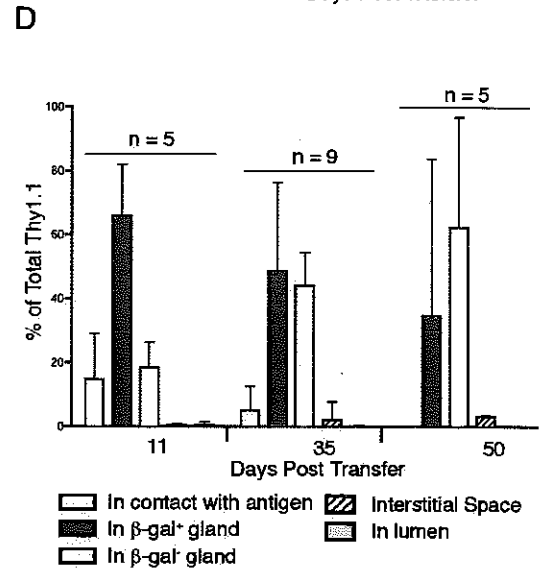 D
n = 5
n = 9
n = 5
% of Total Thy1.1
100
80
60
40
20
0
11
35
50
Days Post Transfer
In contact with antigen
In β-gal⁺ gland
In β-gal⁻ gland
Interstitial Space
In lumen